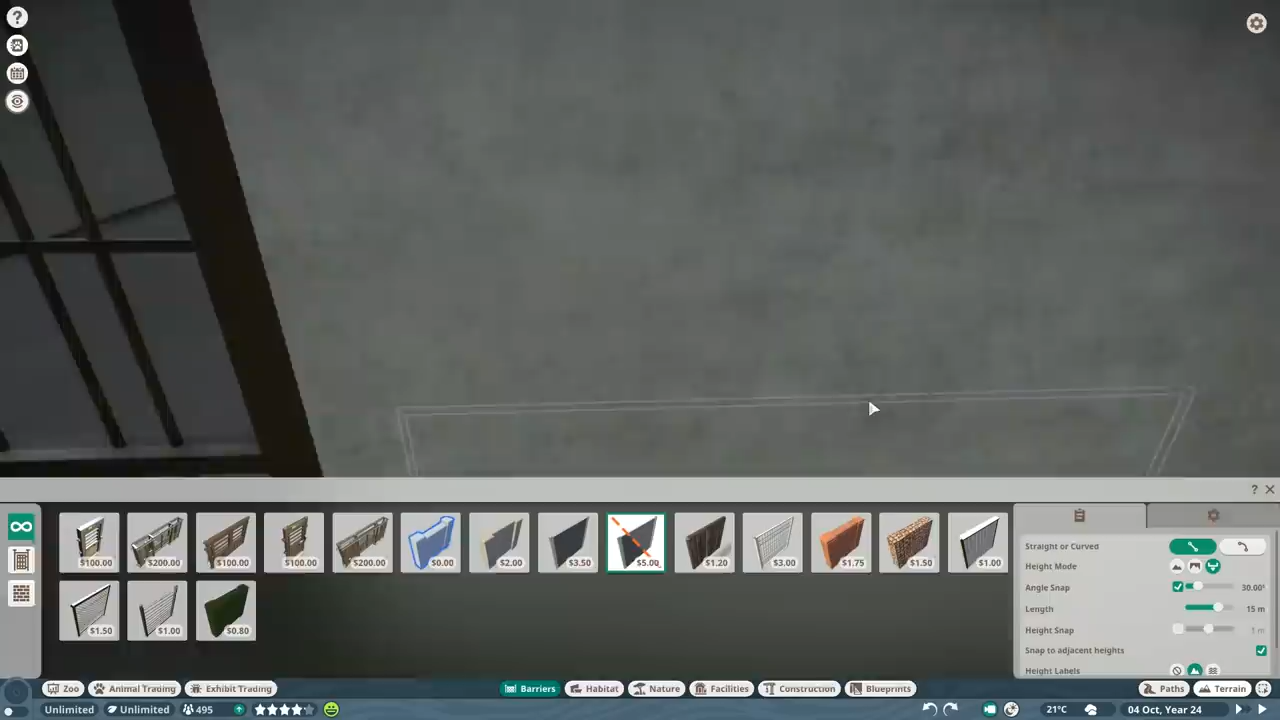 ?
? ×
$100.00 $200.00 $100.00 $100.00 $200.00 $0.00 $2.00 $3.50 $5.00 $1.20 $3.00 $1.75 $1.50 $1.00
$1.50 $1.00 $0.80
Straight or Curved
Height Mode
Angle Snap 30.00°
Length 15 m
Height Snap 1 m
Snap to adjacent heights
Height Labels
Zoo Animal Trading Exhibit Trading Barriers Habitat Nature Facilities Construction Blueprints Paths Terrain
Unlimited Unlimited 495 21°C 04 Oct, Year 24